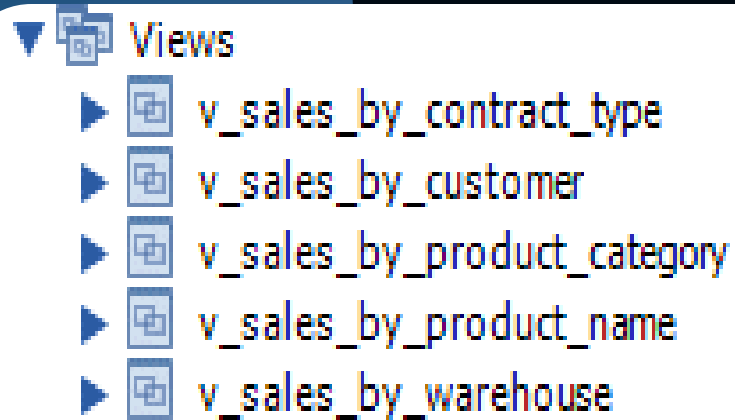 Views
v_sales_by_contract_type
v_sales_by_customer
v_sales_by_product_category
v_sales_by_product_name
v_sales_by_warehouse